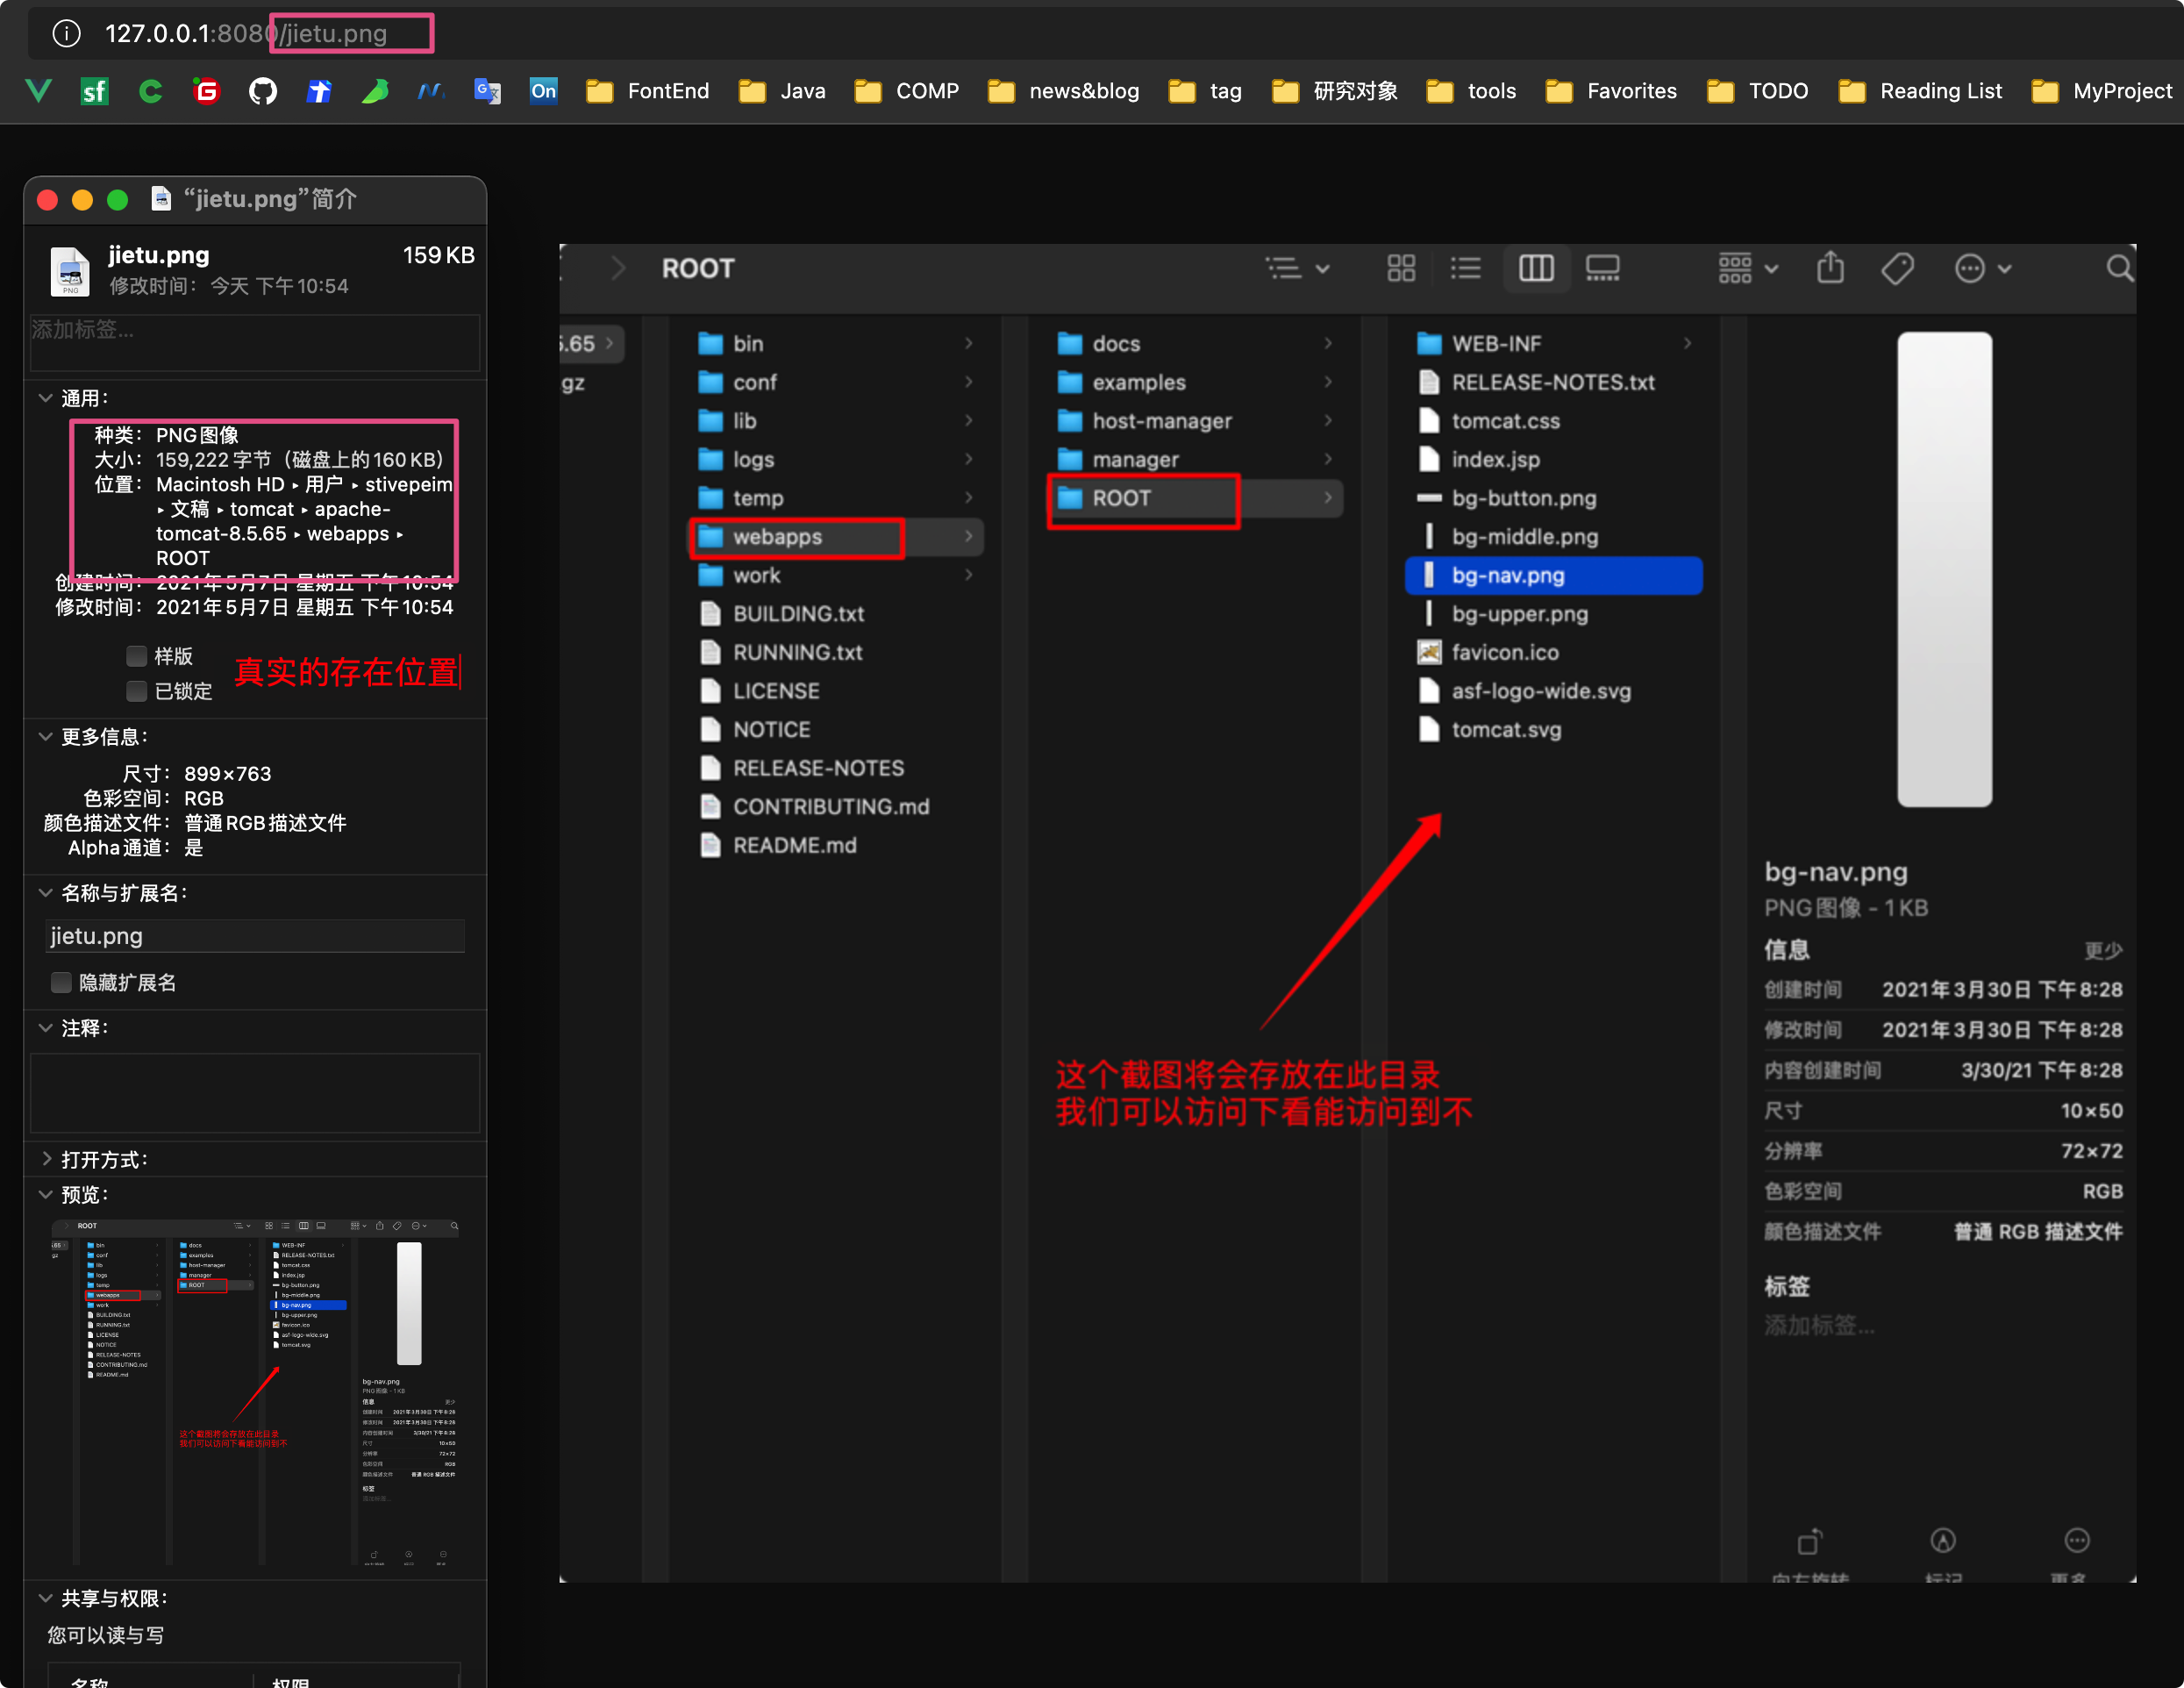 127.0.0.1:8080/jietu.png
sf
G
On
FontEnd
Java
COMP
news&blog
tag
研究对象
tools
Favorites
TODO
Reading List
MyProject
“jietu.png”简介
PNG
jietu.png
159 KB
修改时间：今天 下午10:54
添加标签...
通用：
种类：PNG图像
大小：159,222 字节（磁盘上的160 KB）
位置：Macintosh HD ▸ 用户 ▸ stivepeim
▸ 文稿 ▸ tomcat ▸ apache-
tomcat-8.5.65 ▸ webapps ▸
ROOT
创建时间：2021年5月7日 星期五 下午10:54
修改时间：2021年5月7日 星期五 下午10:54
样版
已锁定
真实的存在位置
更多信息：
尺寸：899×763
色彩空间：RGB
颜色描述文件：普通RGB描述文件
Alpha通道：是
名称与扩展名：
jietu.png
隐藏扩展名
注释：
打开方式：
预览：
共享与权限：
您可以读与写
名称
权限
ROOT
5.65
gz
bin
conf
lib
logs
temp
webapps
work
BUILDING.txt
RUNNING.txt
LICENSE
NOTICE
RELEASE-NOTES
CONTRIBUTING.md
README.md
docs
examples
host-manager
manager
ROOT
WEB-INF
RELEASE-NOTES.txt
tomcat.css
index.jsp
bg-button.png
bg-middle.png
bg-nav.png
bg-upper.png
favicon.ico
asf-logo-wide.svg
tomcat.svg
这个截图将会存放在此目录
我们可以访问下看能访问到不
bg-nav.png
PNG图像 - 1 KB
信息
更少
创建时间 2021年3月30日 下午8:28
修改时间 2021年3月30日 下午8:28
内容创建时间 3/30/21 下午8:28
尺寸 10×50
分辨率 72×72
色彩空间 RGB
颜色描述文件 普通 RGB 描述文件
标签
添加标签...
向左旋转
标记
更多